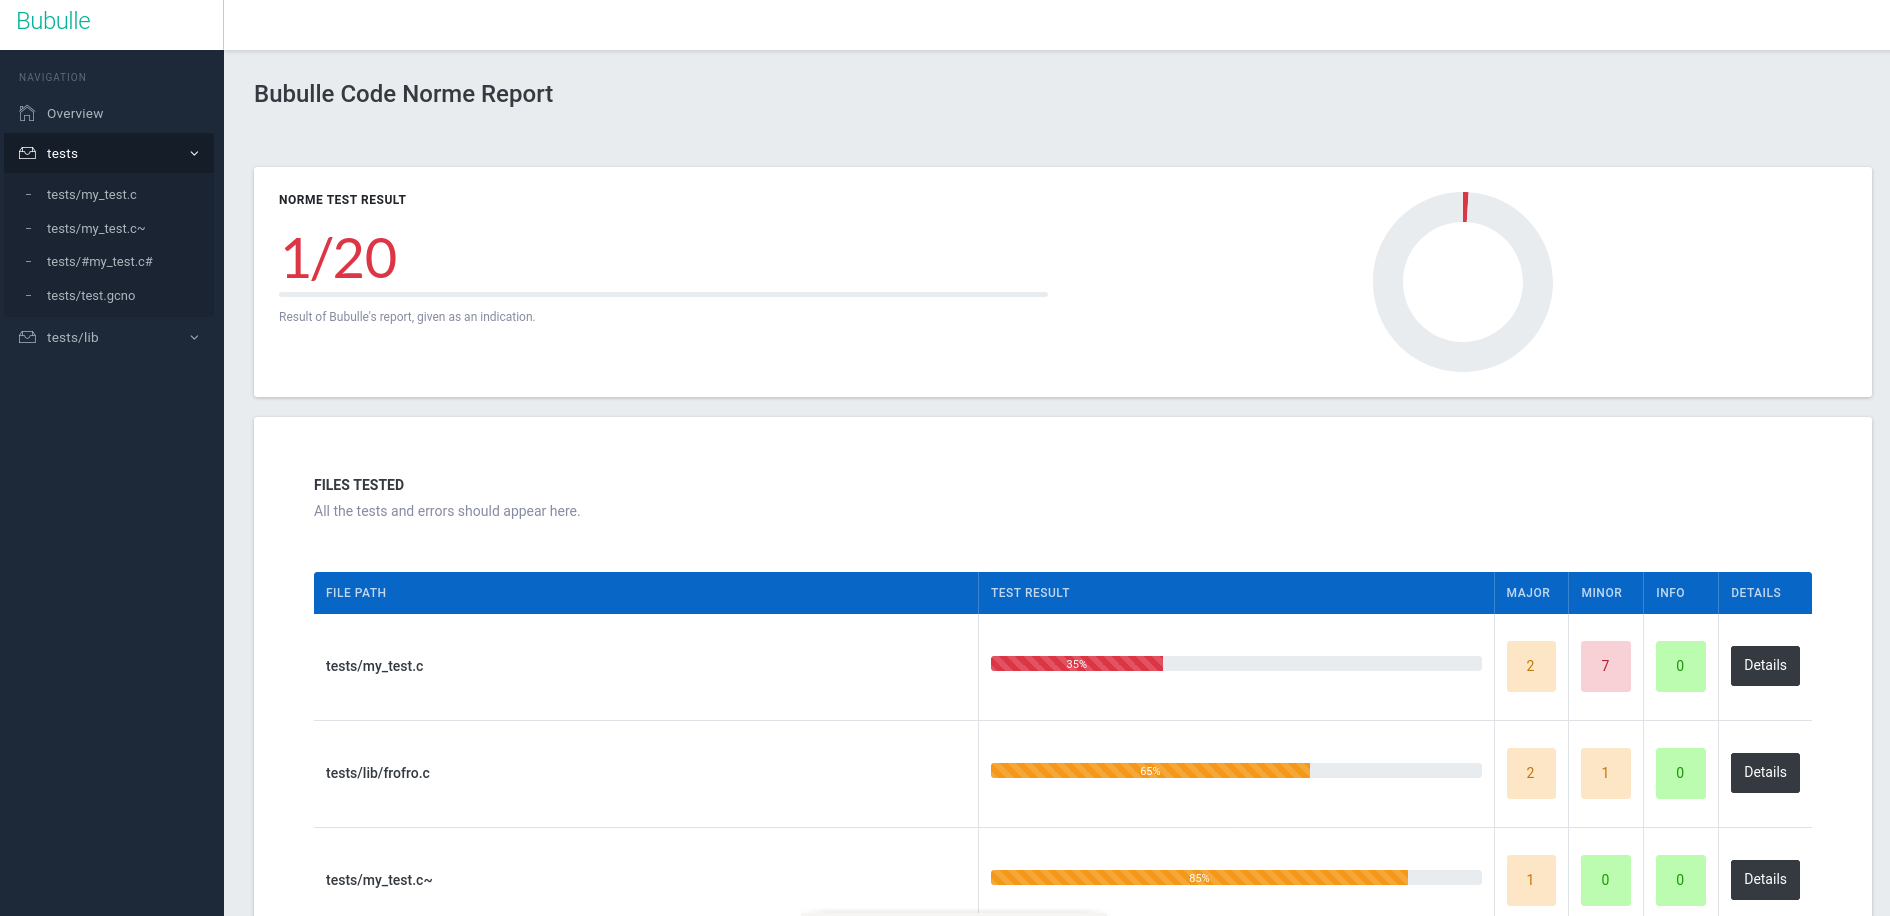 Bubulle
NAVIGATION
Overview
tests
- tests/my_test.c
- tests/my_test.c~
- tests/#my_test.c#
- tests/test.gcno
tests/lib
Bubulle Code Norme Report
NORME TEST RESULT
1/20
Result of Bubulle's report, given as an indication.
FILES TESTED
All the tests and errors should appear here.
FILE PATH TEST RESULT MAJOR MINOR INFO DETAILS
tests/my_test.c 35% 2 7 0 Details
tests/lib/frofro.c 65% 2 1 0 Details
tests/my_test.c~ 85% 1 0 0 Details